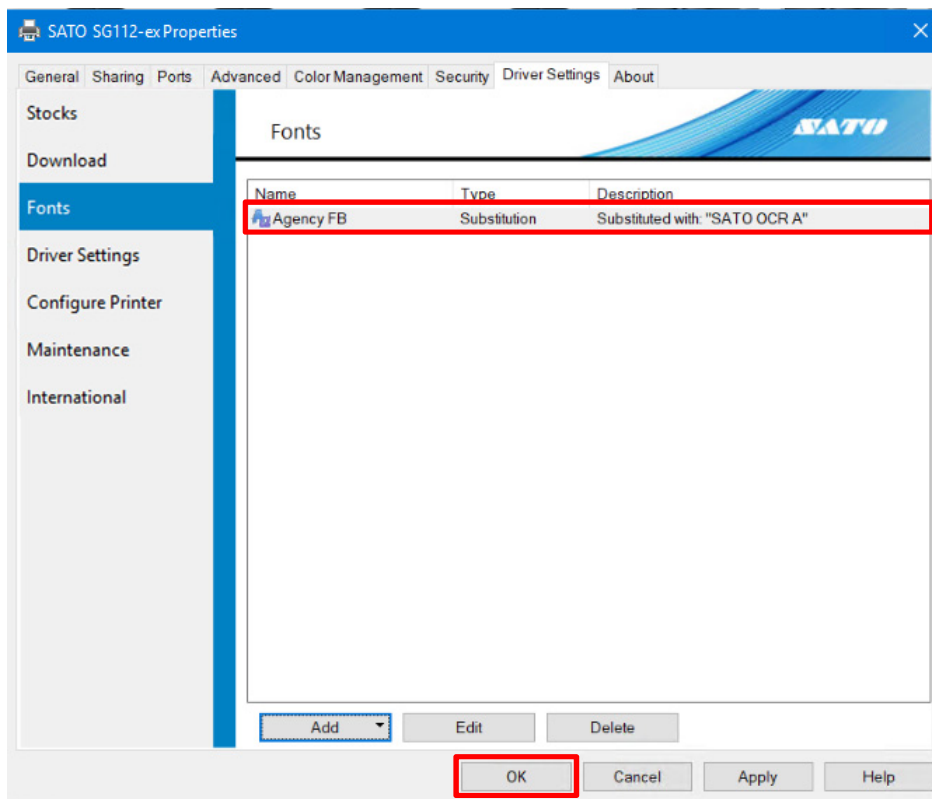 SATO SG112-ex Properties
General Sharing Ports Advanced Color Management Security Driver Settings About
Stocks
Download
Fonts
Driver Settings
Configure Printer
Maintenance
International
Fonts
SATO
Name Type Description
Agency FB Substitution Substituted with: "SATO OCR A"
Add Edit Delete
OK Cancel Apply Help